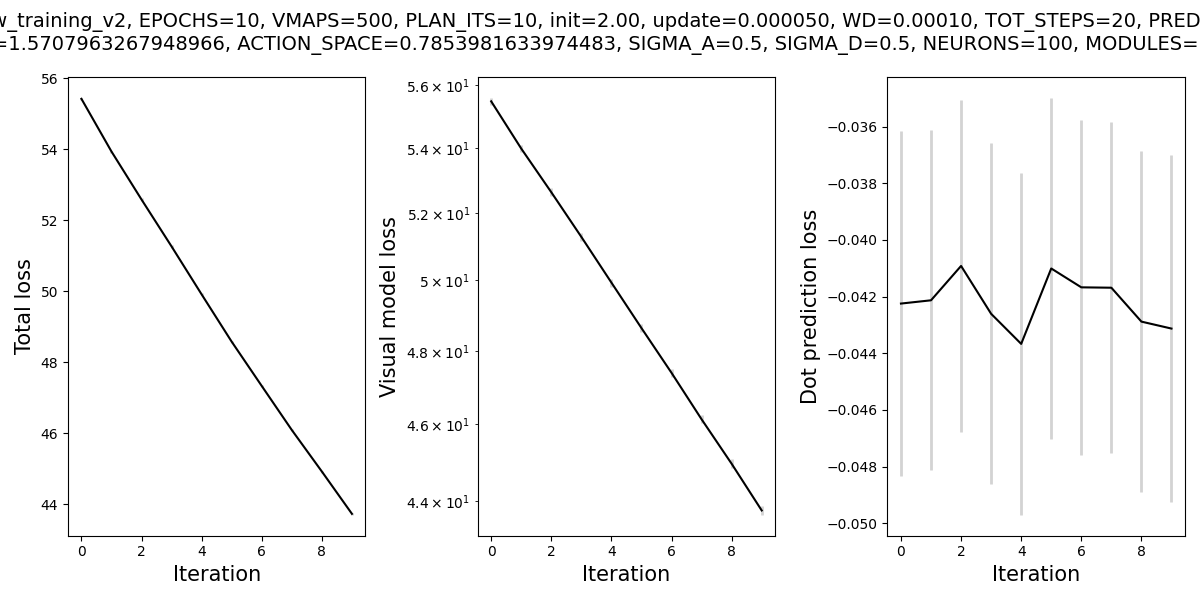 _training_v2, EPOCHS=10, VMAPS=500, PLAN_ITS=10, init=2.00, update=0.000050, WD=0.00010, TOT_STEPS=20, PRED
=1.5707963267948966, ACTION_SPACE=0.7853981633974483, SIGMA_A=0.5, SIGMA_D=0.5, NEURONS=100, MODULES=
Total loss
56
54
52
50
48
46
44
0 2 4 6 8
Iteration
Visual model loss
5.6 × 10¹
5.4 × 10¹
5.2 × 10¹
5 × 10¹
4.8 × 10¹
4.6 × 10¹
4.4 × 10¹
0 2 4 6 8
Iteration
Dot prediction loss
−0.036
−0.038
−0.040
−0.042
−0.044
−0.046
−0.048
−0.050
0 2 4 6 8
Iteration